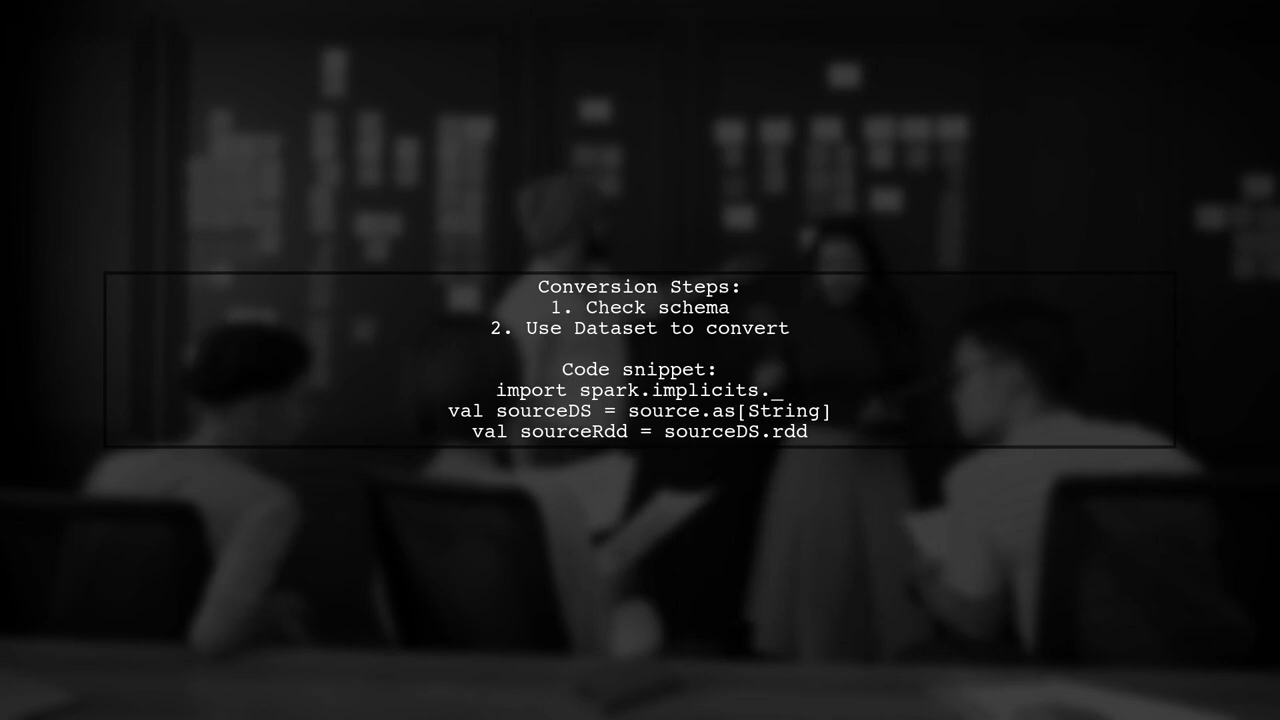 Conversion Steps:
1. Check schema
2. Use Dataset to convert
Code snippet:
import spark.implicits._
val sourceDS = source.as[String]
val sourceRdd = sourceDS.rdd